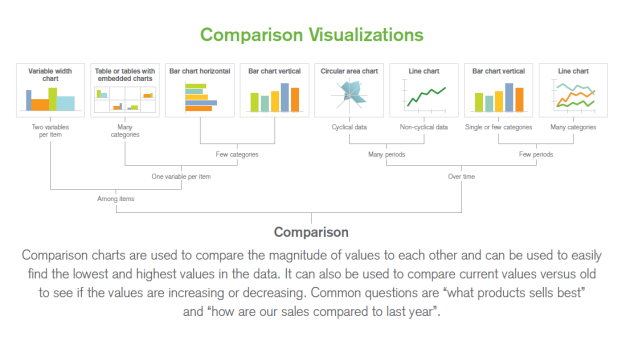 Comparison Visualizations
Variable width
chart
Table or tables with
embedded charts
Bar chart horizontal
Bar chart vertical
Circular area chart
Line chart
Bar chart vertical
Line chart
Two variables
per item
Many
categories
Cyclical data
Non-cyclical data
Single or few categories
Many categories
Few categories
Many periods
Few periods
One variable per item
Over time
Among items
Comparison
Comparison charts are used to compare the magnitude of values to each other and can be used to easily
find the lowest and highest values in the data. It can also be used to compare current values versus old
to see if the values are increasing or decreasing. Common questions are “what products sells best”
and “how are our sales compared to last year”.